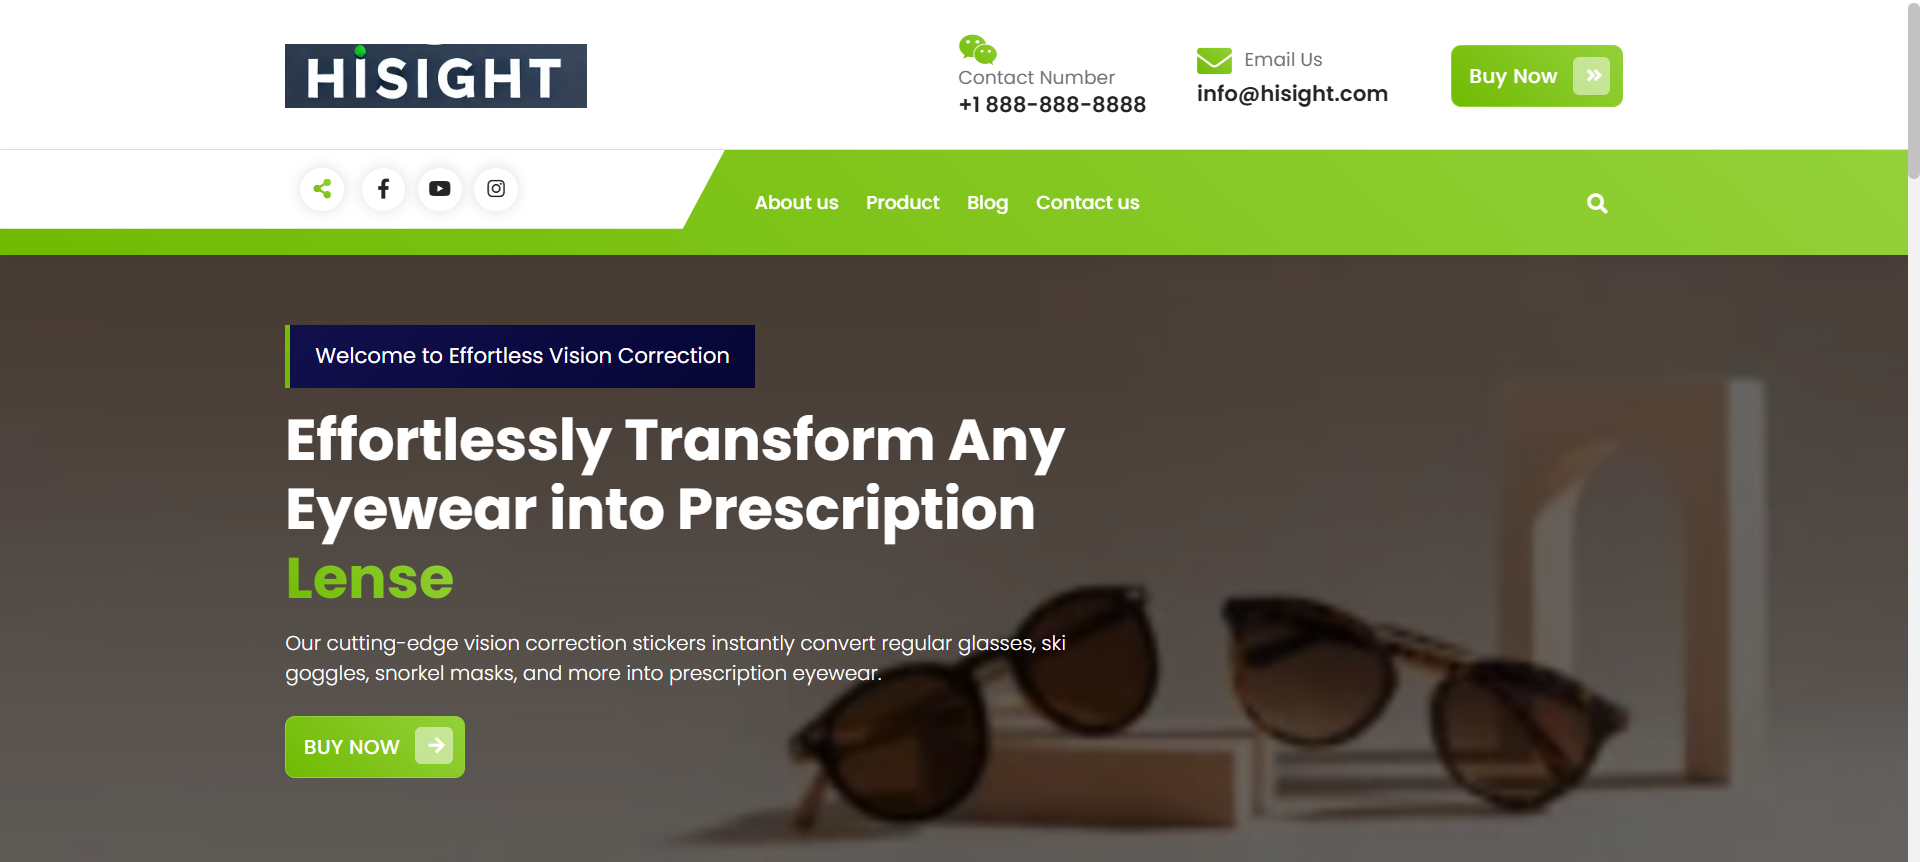 HiSIGHT
Contact Number
+1 888-888-8888
Email Us
info@hisight.com
Buy Now
About us Product Blog Contact us
Welcome to Effortless Vision Correction
Effortlessly Transform Any
Eyewear into Prescription
Lense
Our cutting-edge vision correction stickers instantly convert regular glasses, ski
goggles, snorkel masks, and more into prescription eyewear.
BUY NOW